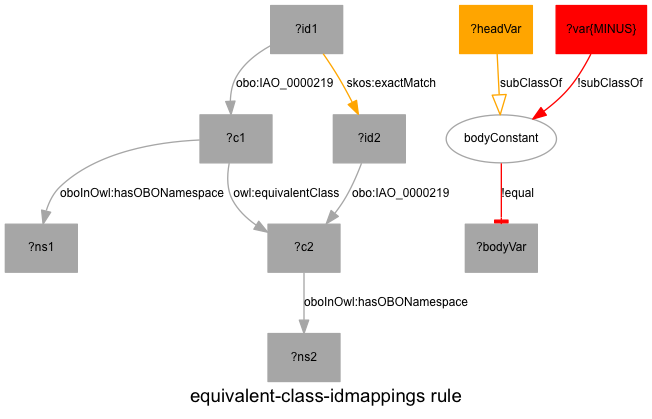 ?id1
?headVar
?var{MINUS}
obo:IAO_0000219
skos:exactMatch
subClassOf
!subClassOf
?c1
?id2
bodyConstant
oboInOwl:hasOBONamespace
owl:equivalentClass
obo:IAO_0000219
!equal
?ns1
?c2
?bodyVar
oboInOwl:hasOBONamespace
?ns2
equivalent-class-idmappings rule